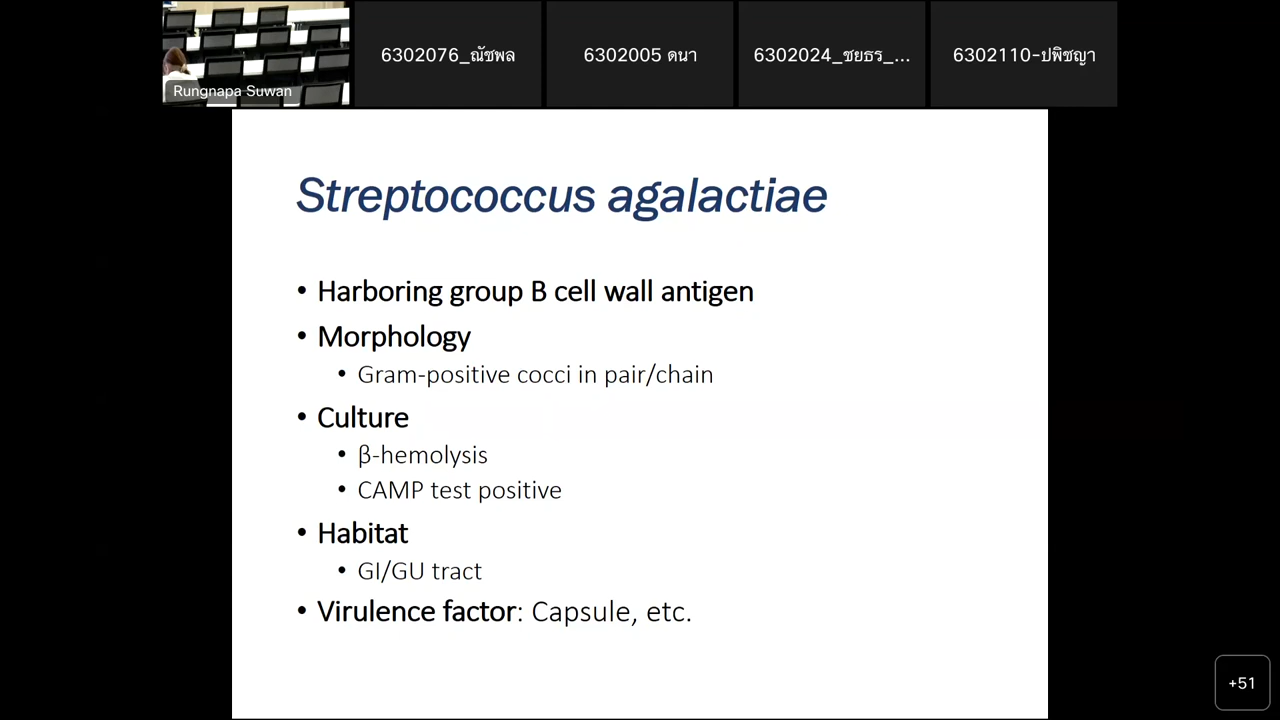 Rungnapa Suwan
6302076_ณัชพล
6302005 ดนา
6302024_ชยธร_...
6302110-ปพิชญา
Streptococcus agalactiae
• Harboring group B cell wall antigen
• Morphology
• Gram-positive cocci in pair/chain
• Culture
• β-hemolysis
• CAMP test positive
• Habitat
• GI/GU tract
• Virulence factor: Capsule, etc.
+51